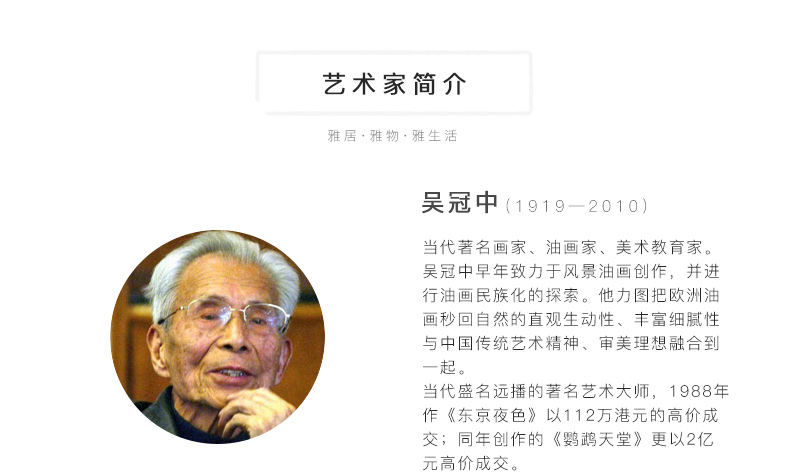 艺术家简介
雅居·雅物·雅生活
吴冠中(1919—2010)
当代著名画家、油画家、美术教育家。
吴冠中早年致力于风景油画创作，并进
行油画民族化的探索。他力图把欧洲油
画秒回自然的直观生动性、丰富细腻性
与中国传统艺术精神、审美理想融合到
一起。
当代盛名远播的著名艺术大师，1988年
作《东京夜色》以112万港元的高价成
交；同年创作的《鹦鹉天堂》更以2亿
元高价成交。